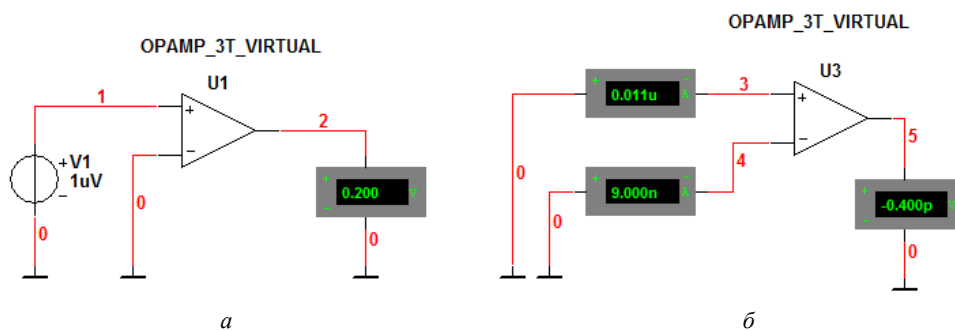 OPAMP_3T_VIRTUAL
U1
1
+
−
2
+ V1
1uV
−
0
0
+
0.200
V
−
0
OPAMP_3T_VIRTUAL
U3
+
0.011u
−
A
3
+
−
5
4
0
+
9.000n
−
A
0
+
-0.400p
V
−
0
а
б